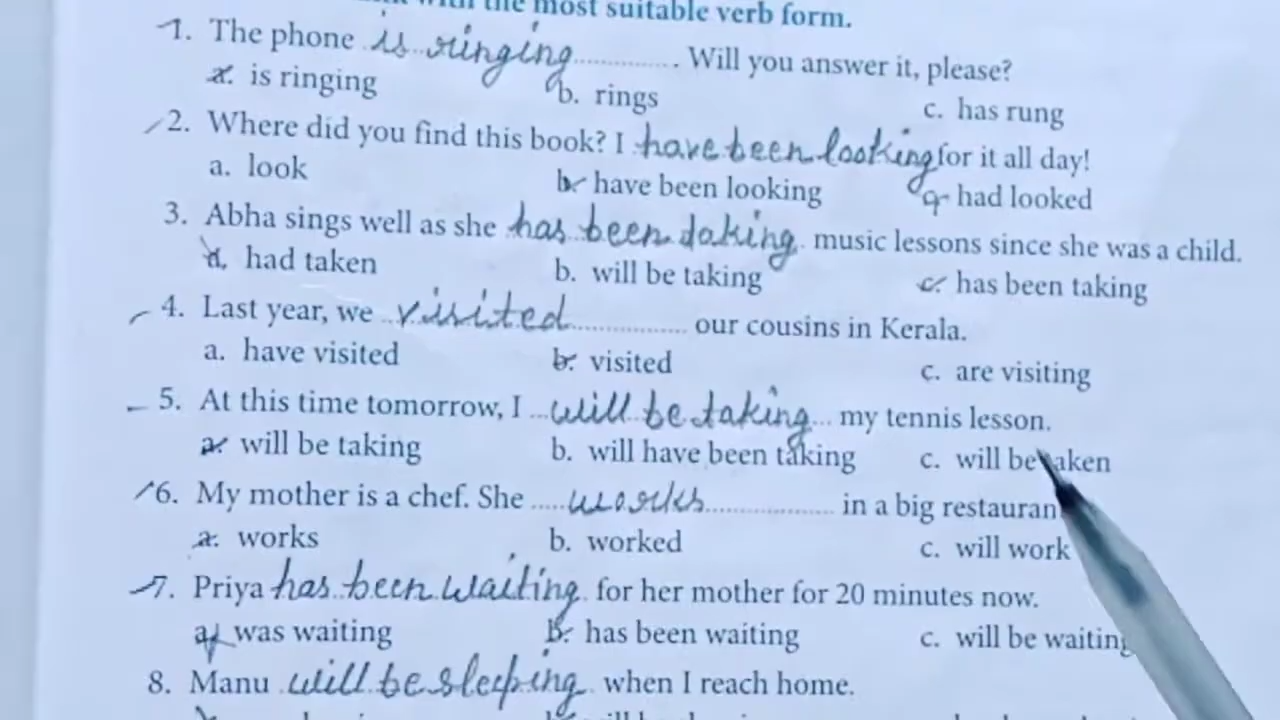 with the most suitable verb form.
1. The phone is ringing. Will you answer it, please?
a. is ringing b. rings c. has rung
2. Where did you find this book? I have been looking for it all day!
a. look b. have been looking c. had looked
3. Abha sings well as she has been taking music lessons since she was a child.
a. had taken b. will be taking c. has been taking
4. Last year, we visited our cousins in Kerala.
a. have visited b. visited c. are visiting
5. At this time tomorrow, I will be taking my tennis lesson.
a. will be taking b. will have been taking c. will be taken
6. My mother is a chef. She works in a big restauran
a. works b. worked c. will work
7. Priya has been waiting for her mother for 20 minutes now.
a. was waiting b. has been waiting c. will be waiting
8. Manu will be sleeping when I reach home.